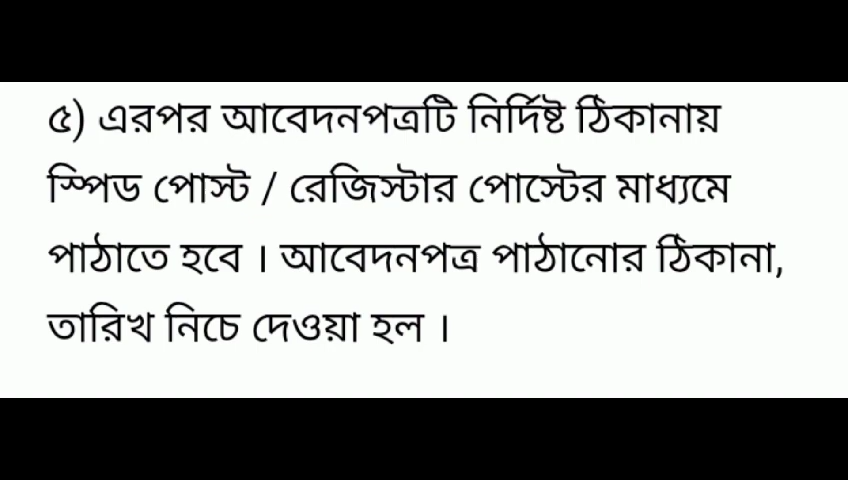 ৫) এরপর আবেদনপত্রটি নির্দিষ্ট ঠিকানায়
স্পিড পোস্ট / রেজিস্টার পোস্টের মাধ্যমে
পাঠাতে হবে । আবেদনপত্র পাঠানোর ঠিকানা,
তারিখ নিচে দেওয়া হল ।